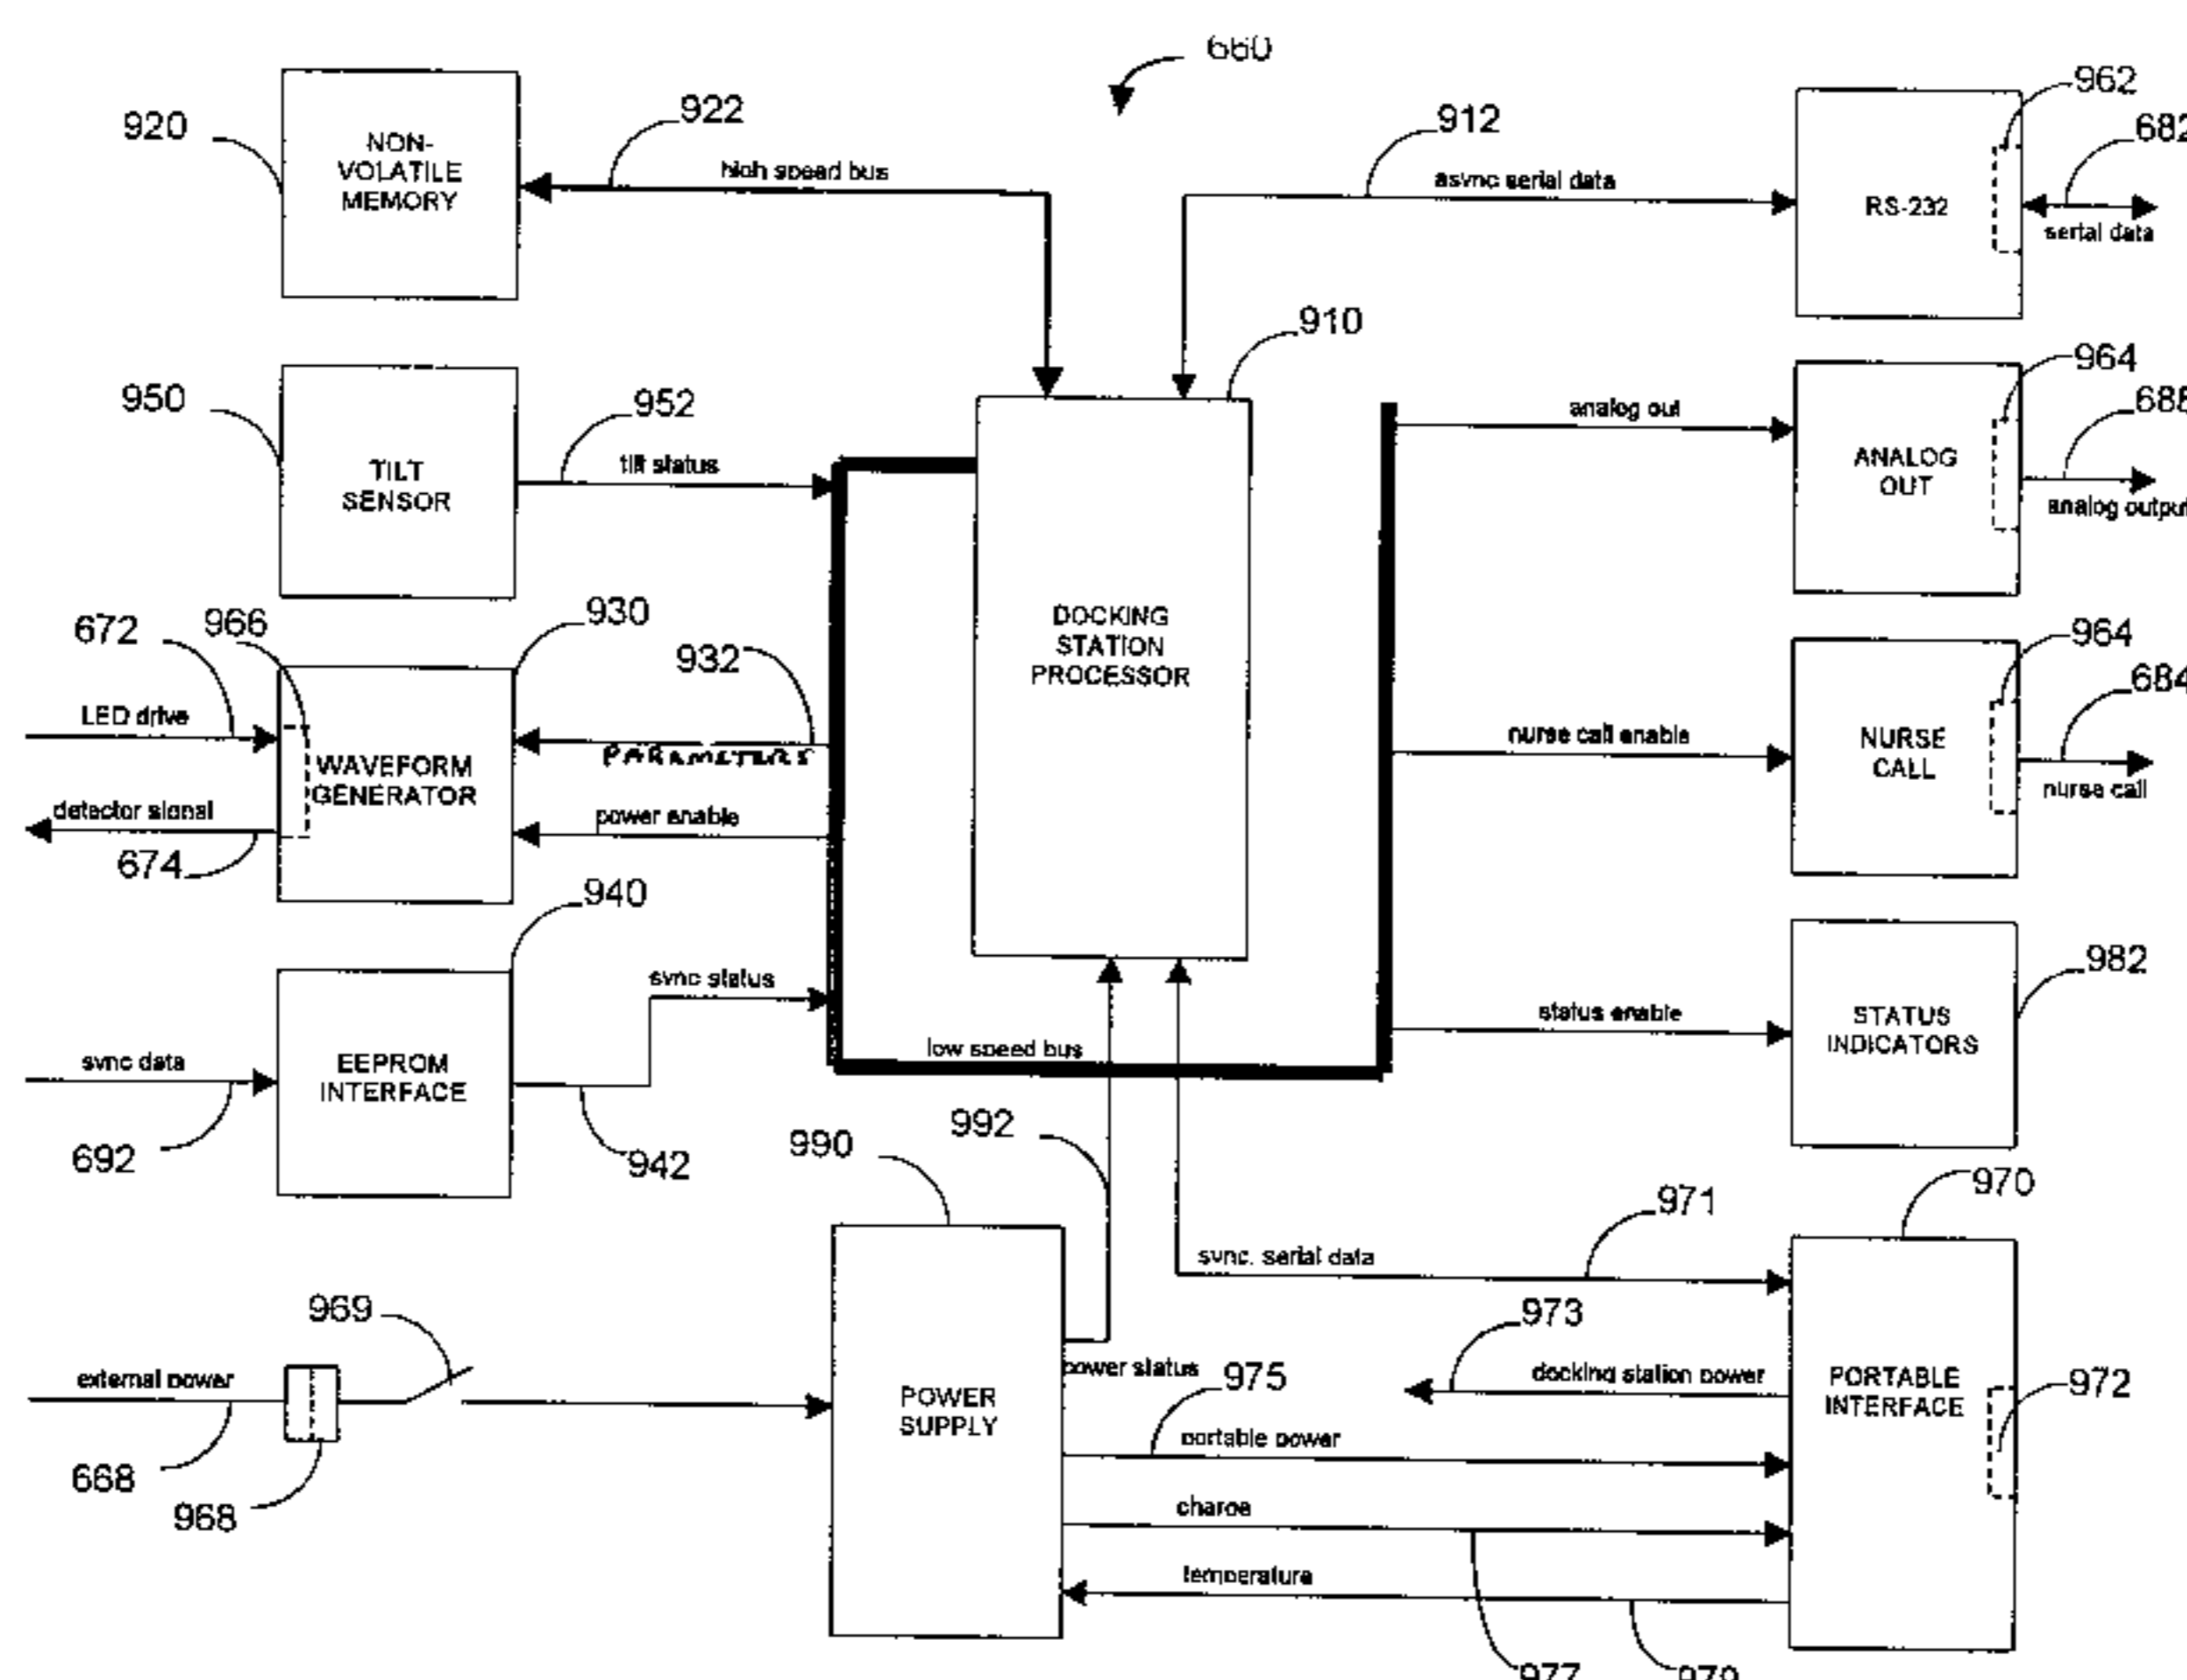 660
920
NON-
VOLATILE
MEMORY
922
high speed bus
912
async serial data
RS-232
962
682
serial data
950
TILT
SENSOR
952
tilt status
910
DOCKING
STATION
PROCESSOR
analog out
ANALOG
OUT
964
688
analog output
672
966
930
LED drive
WAVEFORM
GENERATOR
932
PARAMETERS
detector signal
674
power enable
nurse call enable
NURSE
CALL
964
684
nurse call
940
sync data
692
EEPROM
INTERFACE
942
sync status
low speed bus
status enable
STATUS
INDICATORS
982
990
992
external power
668
968
969
POWER
SUPPLY
power status
971
sync. serial data
973
docking station power
975
portable power
charge
temperature
977
979
970
PORTABLE
INTERFACE
972